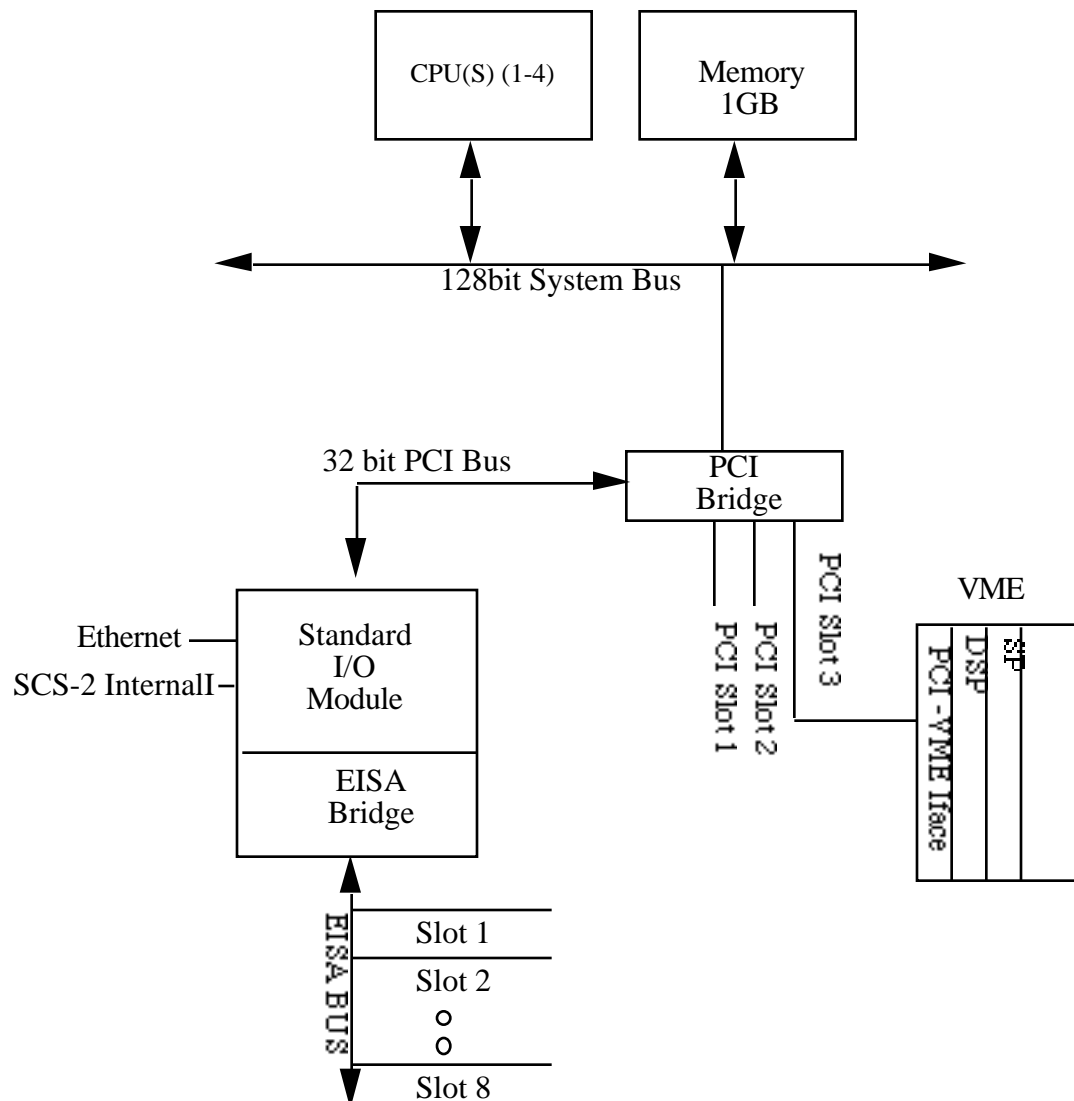 CPU(S) (1-4)
Memory
1GB
128bit System Bus
32 bit PCI Bus
PCI
Bridge
PCI Slot 1
PCI Slot 2
PCI Slot 3
VME
PCI -VME Iface
DSP
SP
Ethernet
SCS-2 InternalI
Standard
I/O
Module
EISA
Bridge
EISA BUS
Slot 1
Slot 2
Slot 8